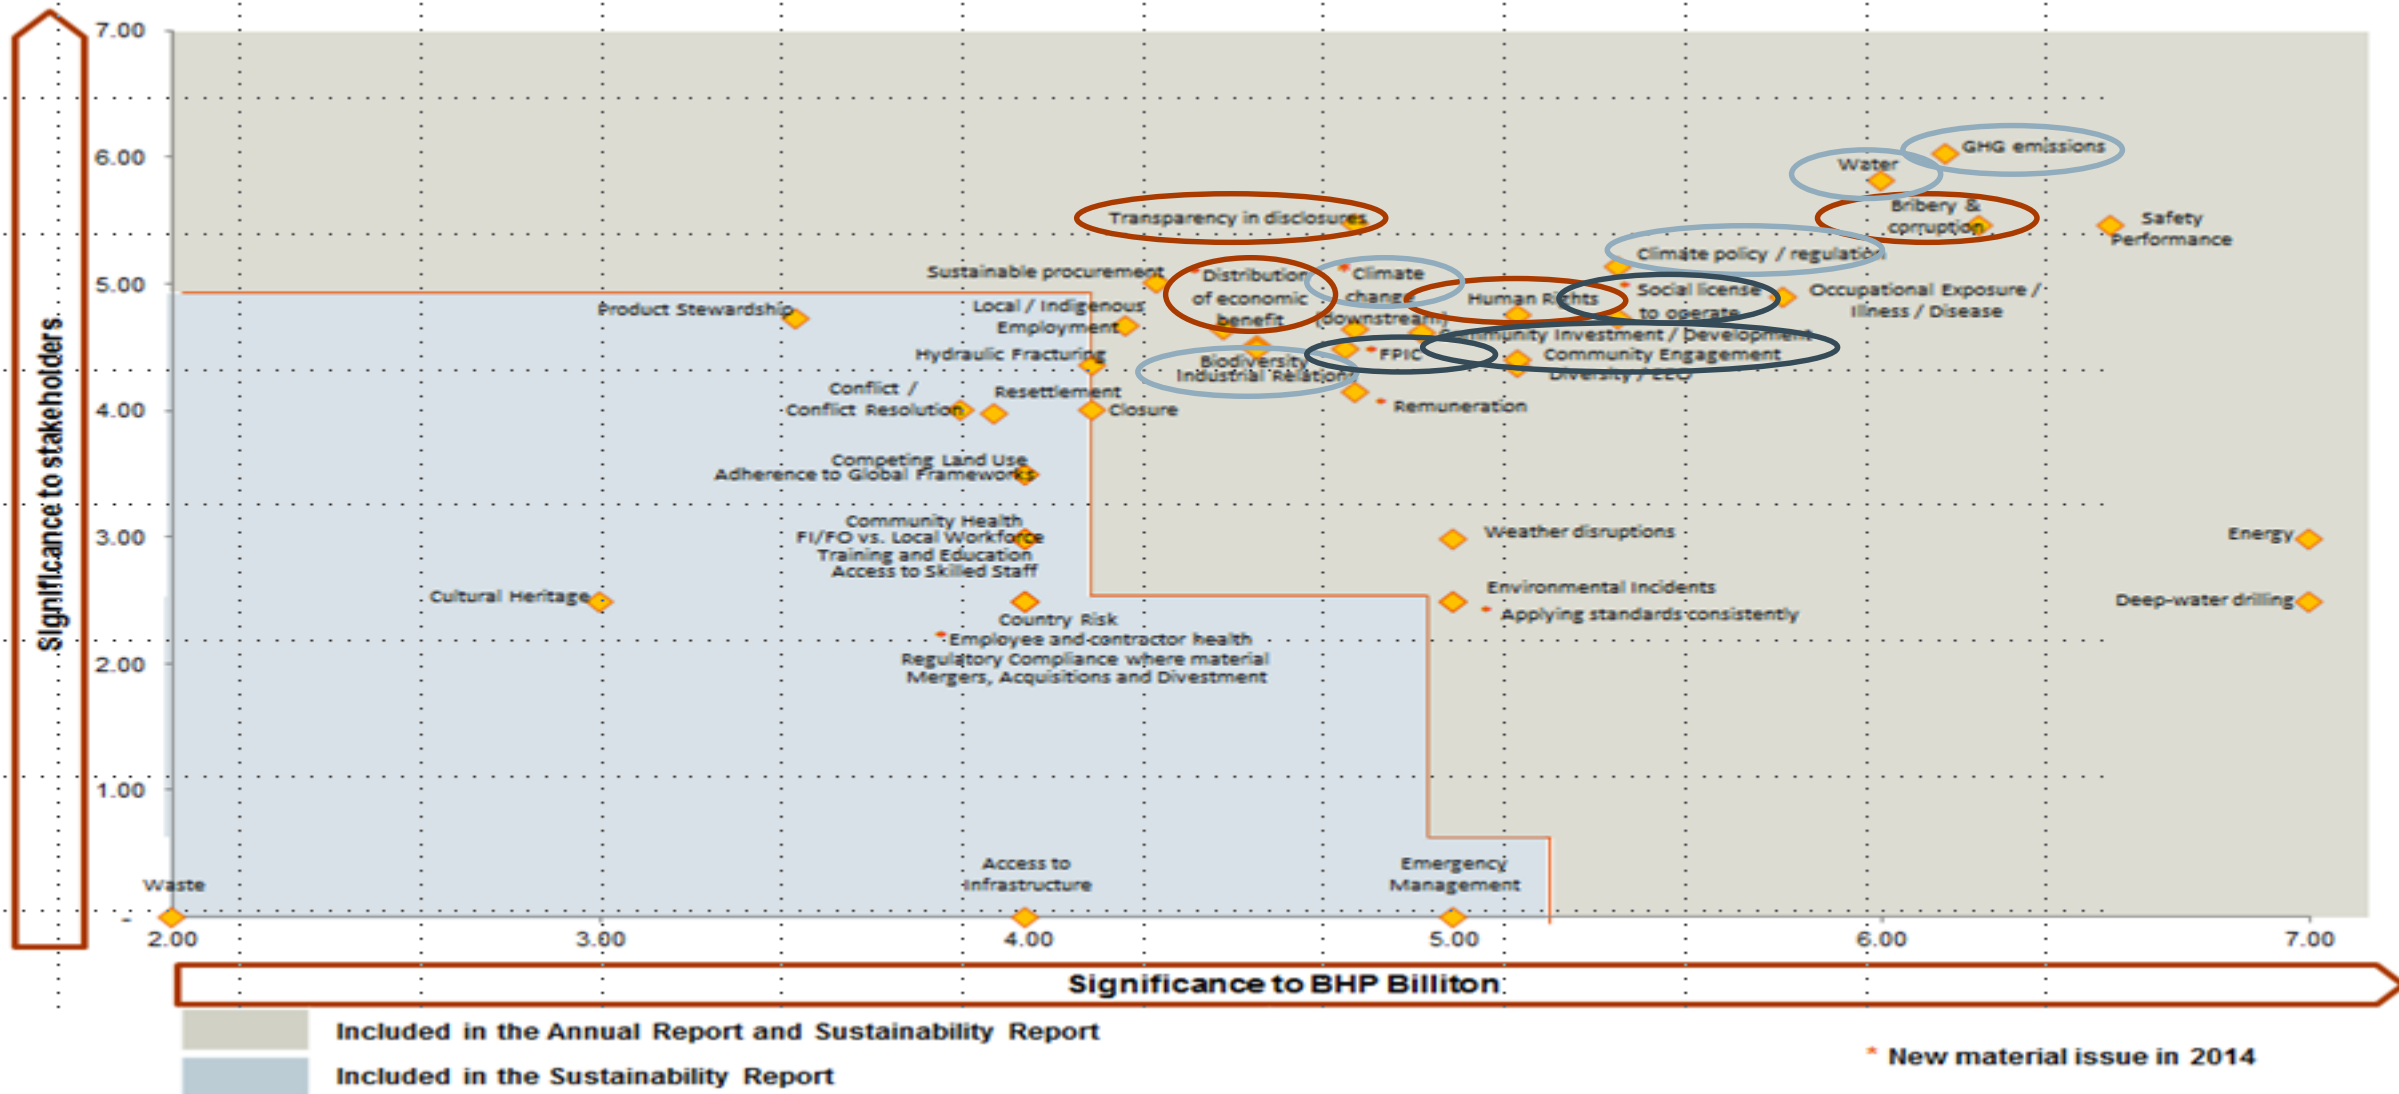 7.00
6.00
5.00
4.00
3.00
2.00
1.00
-
Significance to stakeholders
GHG emissions
Water
Bribery &
corruption
Safety
Performance
Transparency in disclosures
Climate policy / regulation
Sustainable procurement
* Distribution
of economic
benefit
* Climate
change
(downstream)
Human Rights
* Social license
to operate
Occupational Exposure /
Illness / Disease
Product Stewardship
Local / Indigenous
Employment
Community Investment / Development
Hydraulic Fracturing
Biodiversity
Industrial Relations
* FPIC
Community Engagement
Diversity / EEO
Conflict /
Conflict Resolution
Resettlement
Closure
* Remuneration
Competing Land Use
Adherence to Global Frameworks
Community Health
FI/FO vs. Local Workforce
Training and Education
Access to Skilled Staff
Weather disruptions
Energy
Cultural Heritage
Environmental Incidents
* Applying standards consistently
Deep-water drilling
Country Risk
* Employee and contractor health
Regulatory Compliance where material
Mergers, Acquisitions and Divestment
Waste
Access to
Infrastructure
Emergency
Management
2.00 3.00 4.00 5.00 6.00 7.00
Significance to BHP Billiton
Included in the Annual Report and Sustainability Report
Included in the Sustainability Report
* New material issue in 2014